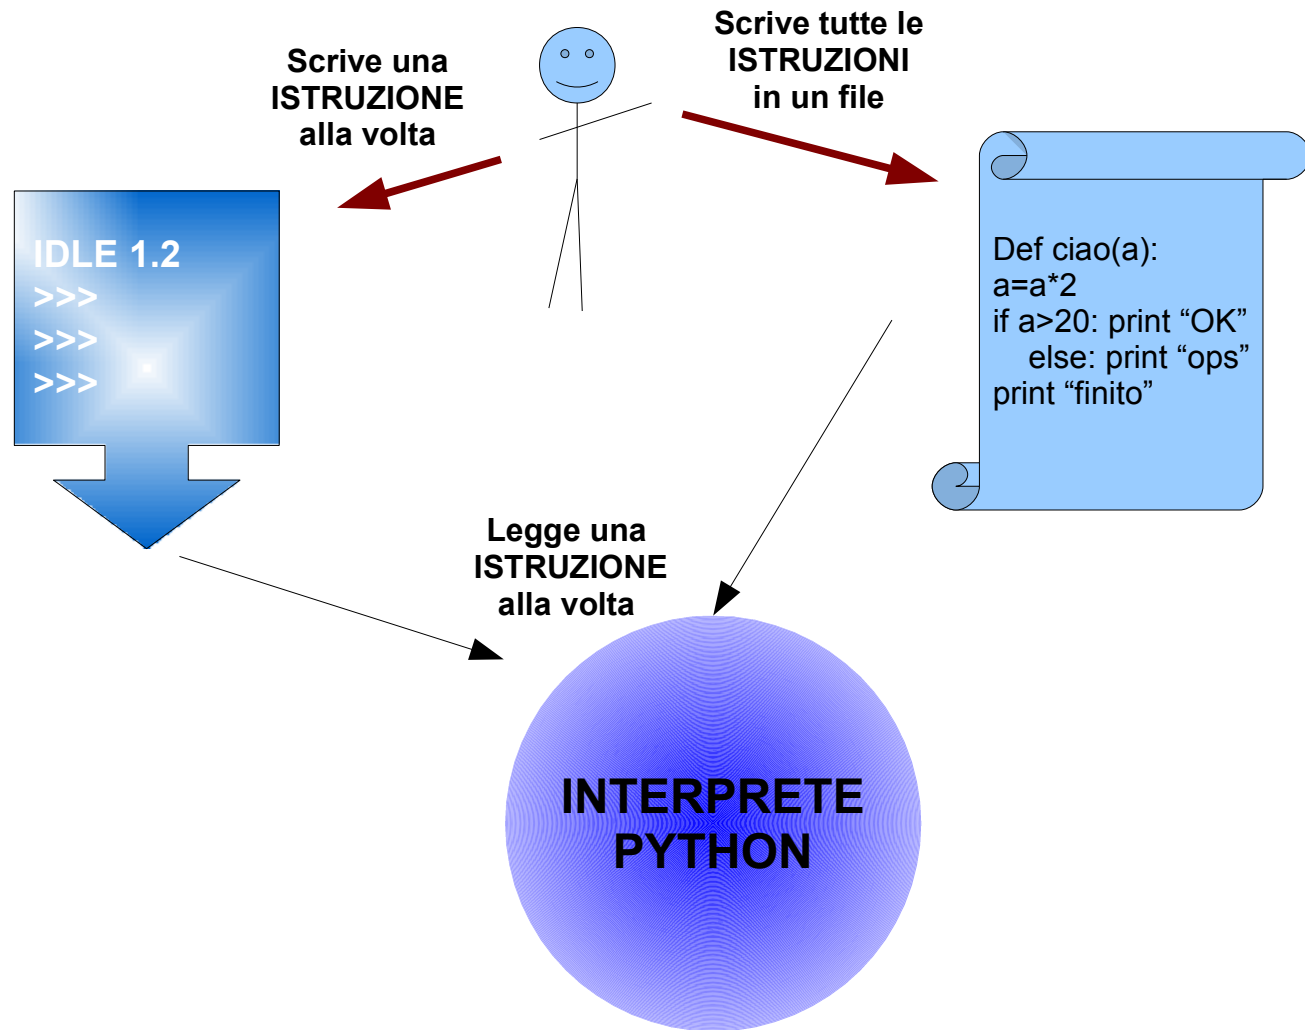 Scrive una
ISTRUZIONE
alla volta
Scrive tutte le
ISTRUZIONI
in un file
IDLE 1.2
>>>
>>>
>>>
Def ciao(a):
a=a*2
if a>20: print “OK”
else: print “ops”
print “finito”
Legge una
ISTRUZIONE
alla volta
INTERPRETE
PYTHON